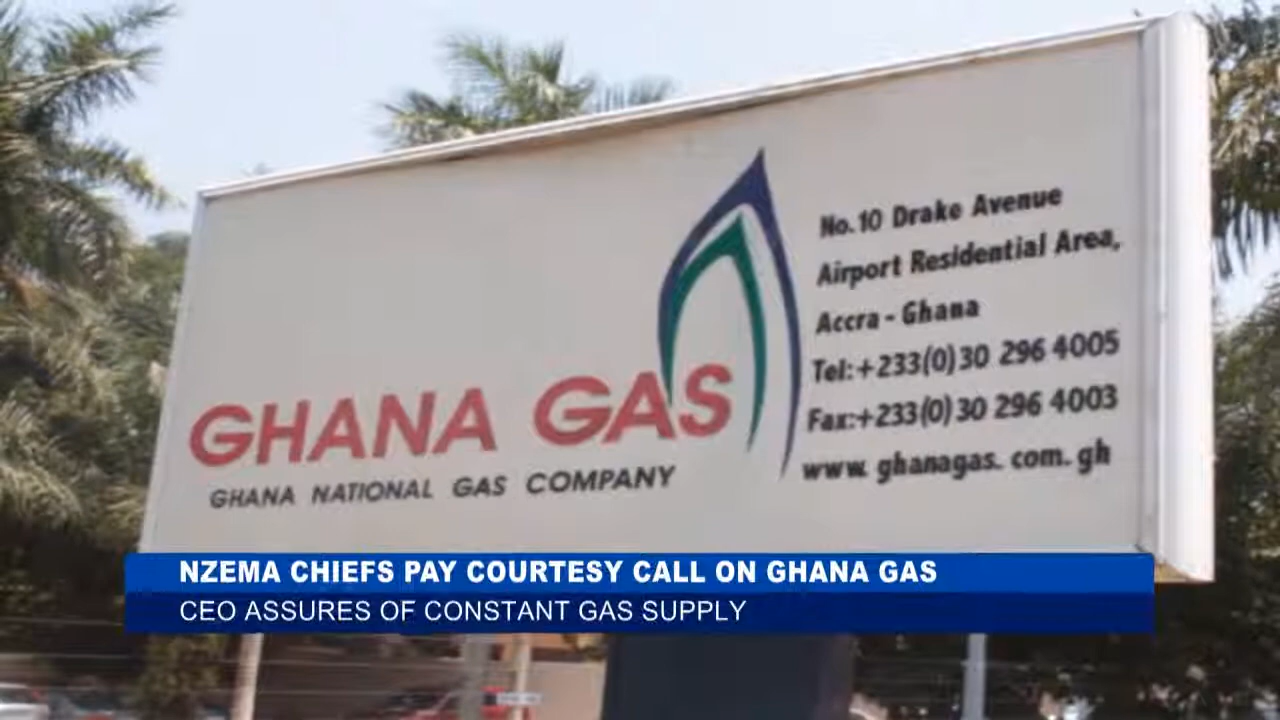 No.10 Drake Avenue
Airport Residential Area,
Accra - Ghana
Tel:+233(0)30 296 4005
Fax:+233(0)30 296 4003
www. ghanagas. com. gh
GHANA GAS
GHANA NATIONAL GAS COMPANY
NZEMA CHIEFS PAY COURTESY CALL ON GHANA GAS
CEO ASSURES OF CONSTANT GAS SUPPLY